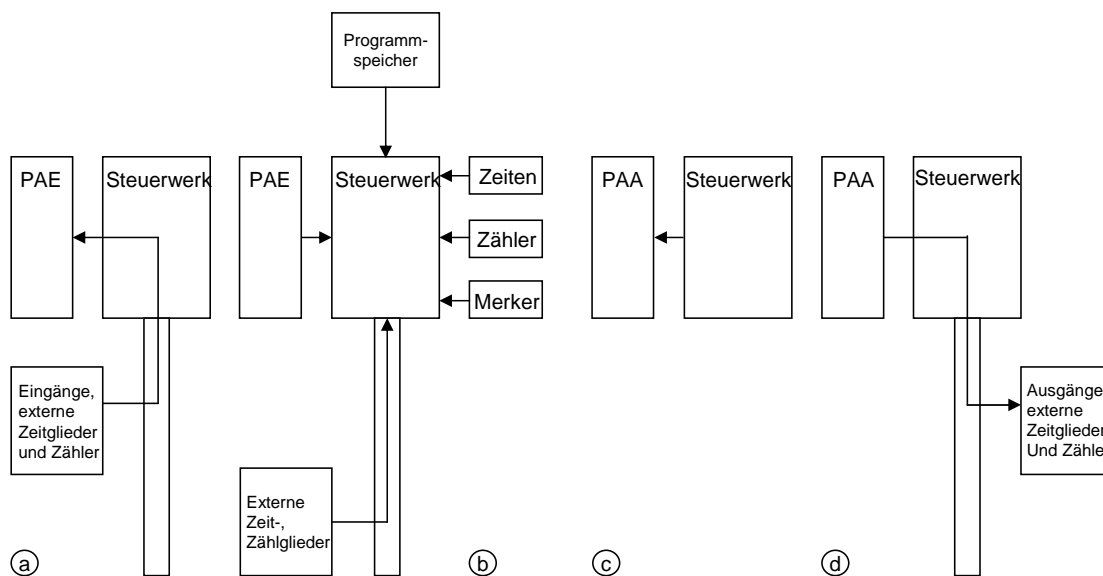 Programm-
speicher
PAE
Steuerwerk
PAE
Steuerwerk
Zeiten
Zähler
Merker
PAA
Steuerwerk
PAA
Steuerwerk
Eingänge,
externe
Zeitglieder
und Zähler
Externe
Zeit-,
Zählglieder
Ausgänge
externe
Zeitglieder
Und Zähle
a
b
c
d